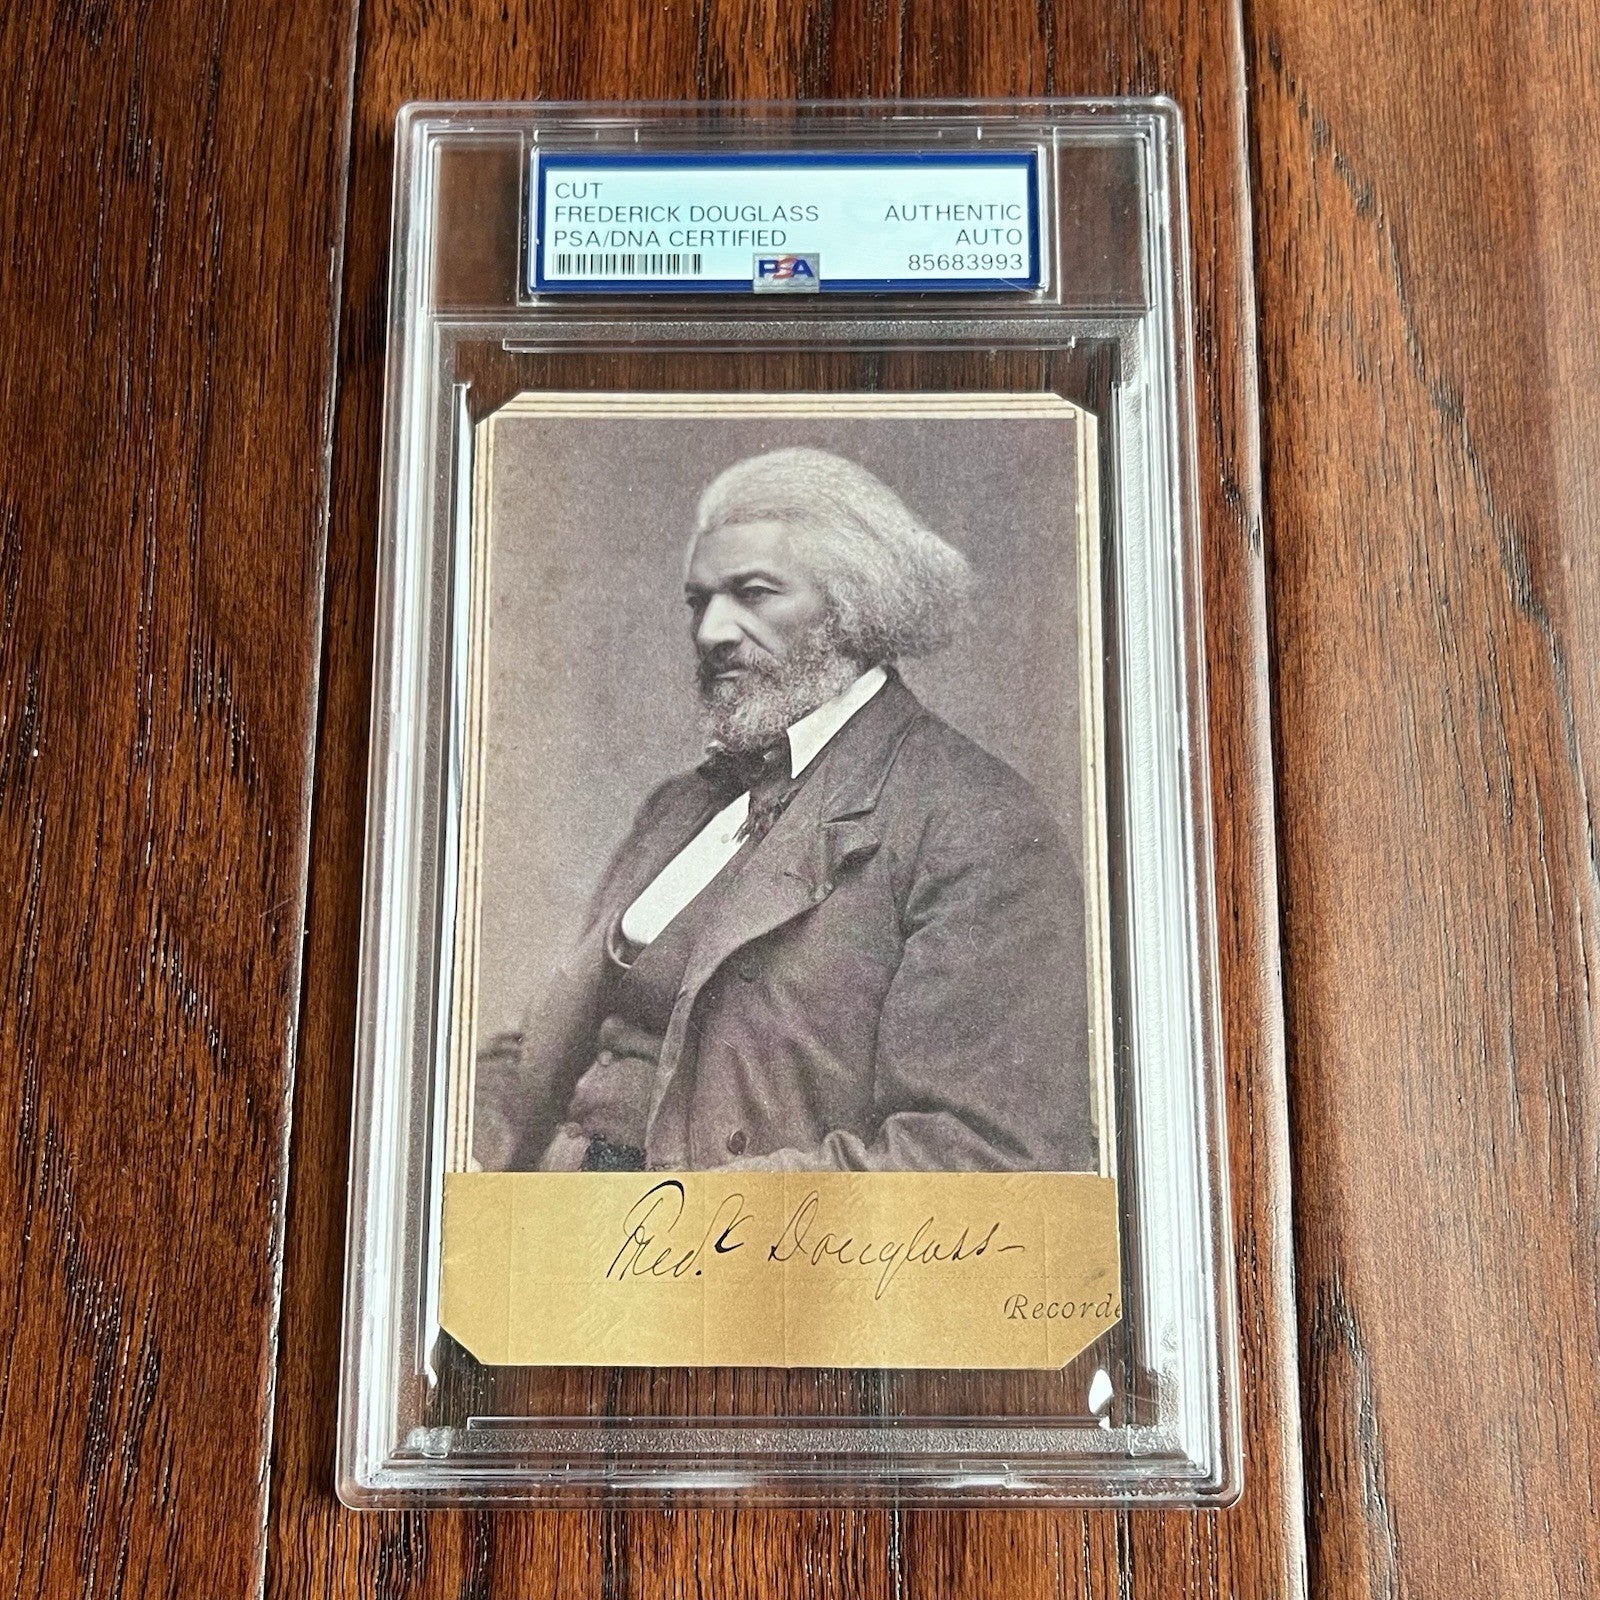 CUT
FREDERICK DOUGLASS AUTHENTIC
PSA/DNA CERTIFIED AUTO
PSA 85683993
Fred.k Douglass
Recorde